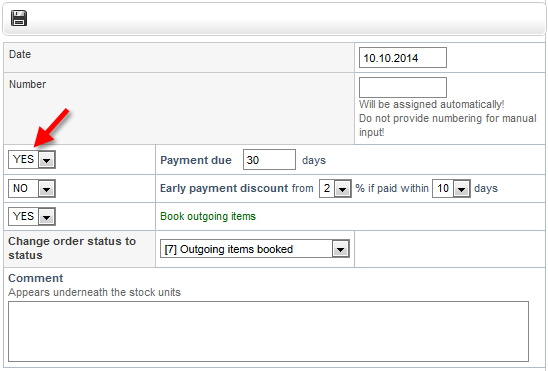 Date 10.10.2014
Number
Will be assigned automatically!
Do not provide numbering for manual
input!
YES Payment due 30 days
NO Early payment discount from 2 % if paid within 10 days
YES Book outgoing items
Change order status to
status
[7] Outgoing items booked
Comment
Appears underneath the stock units